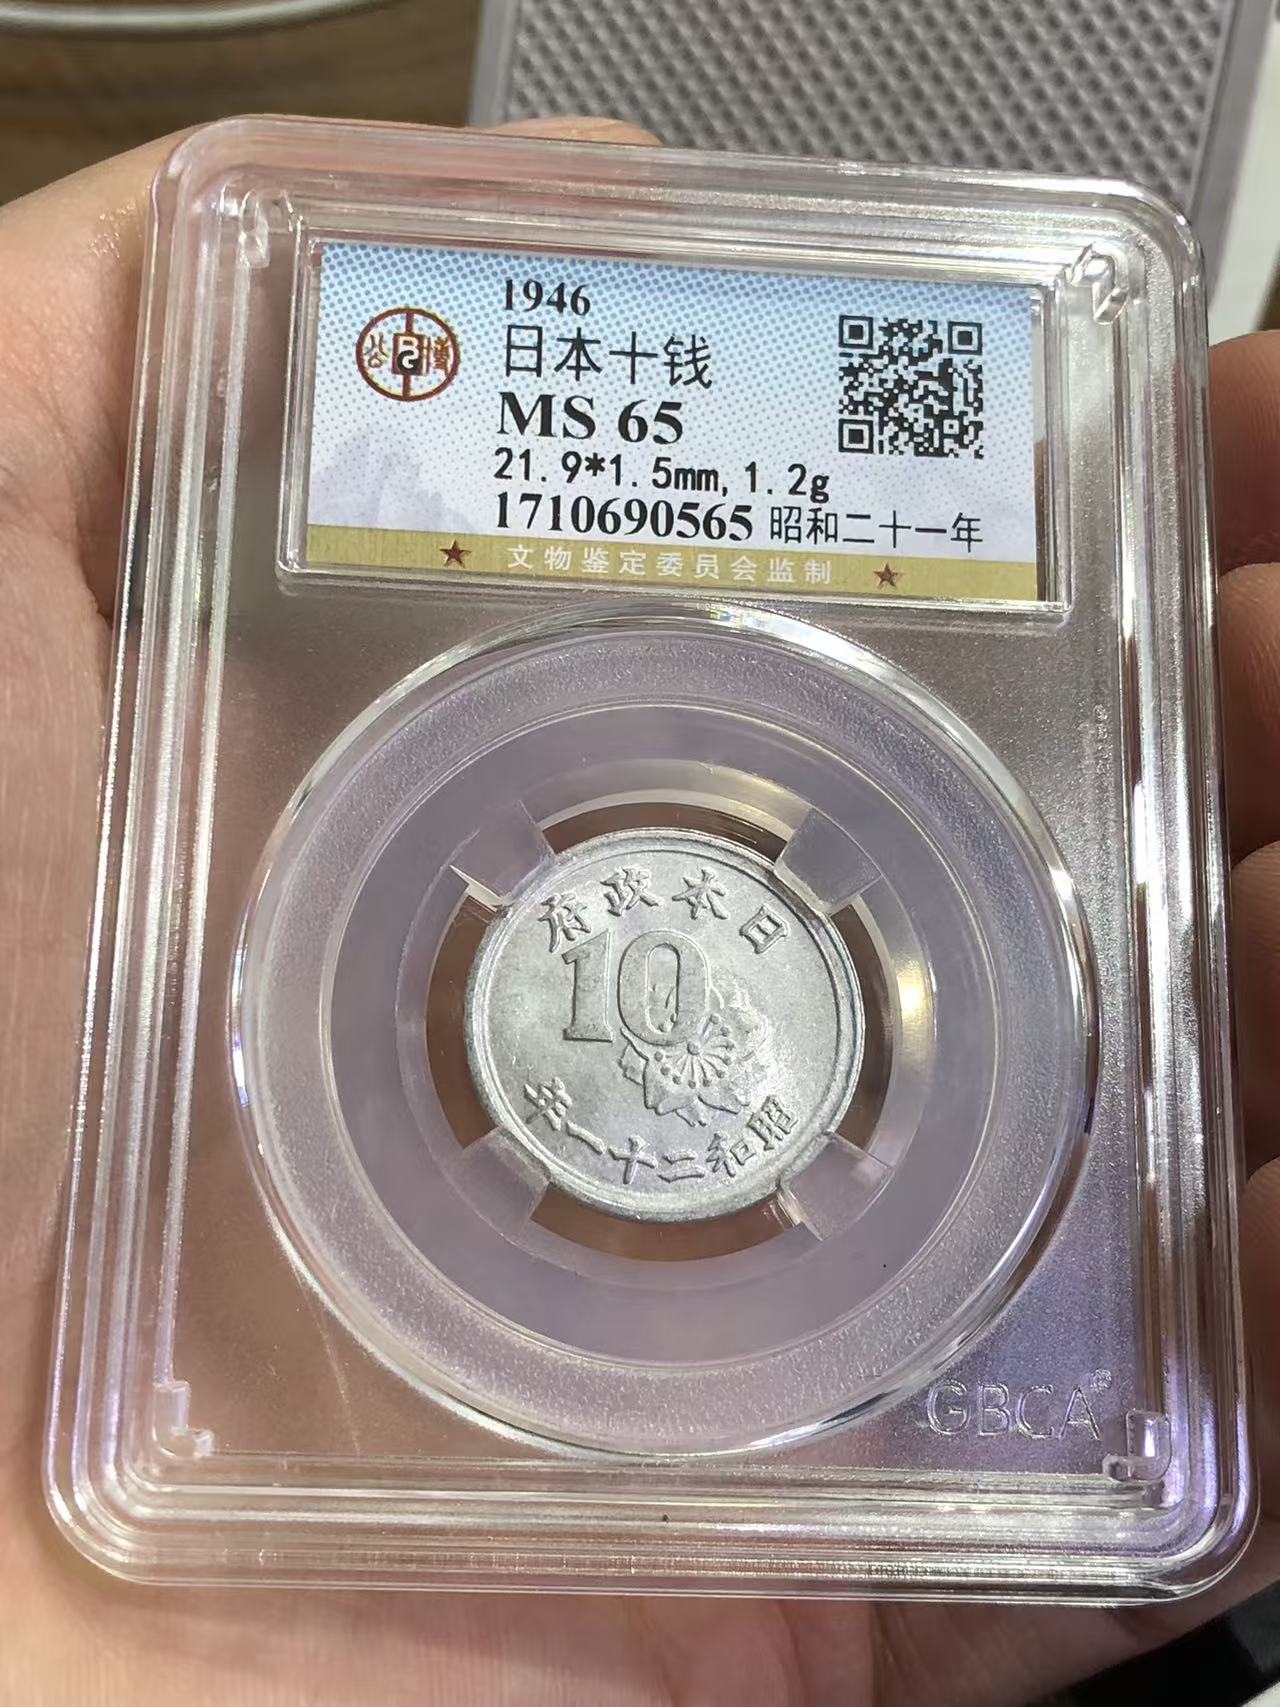 1946
日本十钱
MS 65
21.9*1.5mm,1.2g
1710690565 昭和二十一年
文物鉴定委员会监制
公博
府政本日
10
年一十二和昭
GBCA®